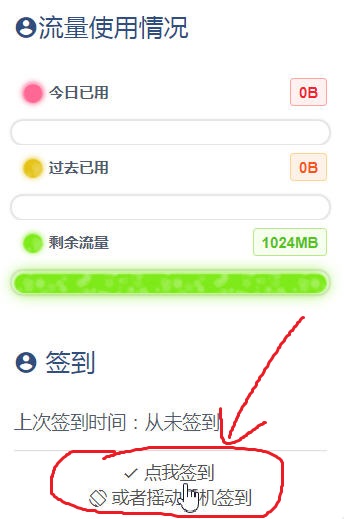 流量使用情况
今日已用 0B
过去已用 0B
剩余流量 1024MB
签到
上次签到时间：从未签到
点我签到
或者摇动手机签到